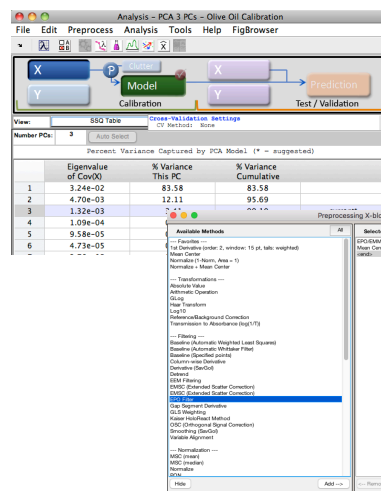 Analysis – PCA 3 PCs – Olive Oil Calibration
File Edit Preprocess Analysis Tools Help FigBrowser
X
Y
P
Clutter
Model
Calibration
X
Y
Prediction
Test / Validation
View:
SSQ Table
Cross-Validation Settings
CV Method: None
Number PCs:
3
Auto Select
Percent Variance Captured by PCA Model (* = suggested)
Eigenvalue of Cov(X) % Variance This PC % Variance Cumulative
1 3.24e-02 83.58 83.58
2 4.70e-03 12.11 95.69
3 1.32e-03
4 1.09e-04
5 9.58e-05
6 4.73e-05
Preprocessing X-blo
Available Methods
All
Select
--- Favorites ---
1st Derivative (order: 2, window: 15 pt, tails: weighted)
Mean Center
Normalize (1-Norm, Area = 1)
Normalize + Mean Center
--- Transformations ---
Absolute Value
Arithmetic Operation
GLog
Haar Transform
Log10
Reference/Background Correction
Transmission to Absorbance (log(1/T))
--- Filtering ---
Baseline (Automatic Weighted Least Squares)
Baseline (Automatic Whittaker Filter)
Baseline (Specified points)
Column-wise Derivative
Derivative (SavGol)
Detrend
EEM Filtering
EMSC (Extended Scatter Correction)
EMSC (Extended Scatter Correction)
EPO Filter
Gap Segment Derivative
GLS Weighting
Kaiser HoloReact Method
OSC (Orthogonal Signal Correction)
Smoothing (SavGol)
Variable Alignment
--- Normalization ---
MSC (mean)
MSC (median)
Normalize
PQN
EPO/EMM
Mean Cen
<end>
Hide
Add -->
<-- Remo